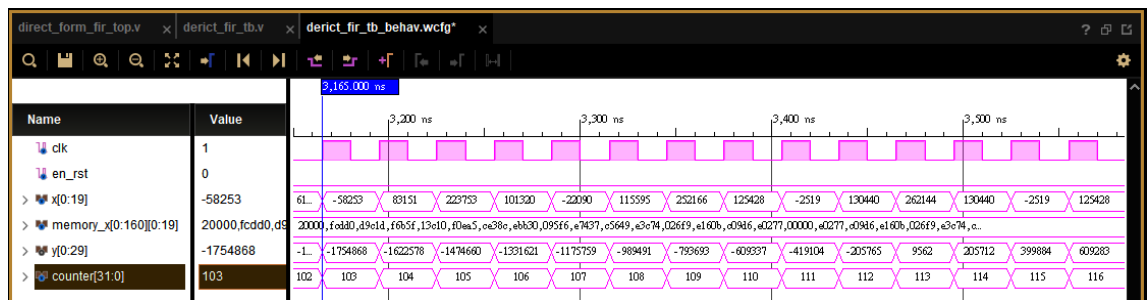 direct_form_fir_top.v × derict_fir_tb.v × derict_fir_tb_behav.wcfg* ×
3,165.000 ns
Name Value 3,200 ns 3,300 ns 3,400 ns 3,500 ns
clk 1
en_rst 0
x[0:19] -58253 61... -58253 83151 223753 101320 -22090 115595 252166 125428 -2519 130440 262144 130440 -2519 125428
memory_x[0:160][0:19] 20000,fcdd0,d9 20000,fcdd0,d9c1d,f6b5f,13c10,f0ea5,ce38c,ebb30,095f6,e7437,c5649,e3c74,026f9,e160b,c09d6,e0277,00000,e0277,c09d6,e160b,026f9,e3c74,c...
y[0:29] -1754868 -1... -1754868 -1622578 -1474660 -1331621 -1175759 -989491 -793693 -609337 -419104 -205765 9562 205712 399884 609283
counter[31:0] 103 102 103 104 105 106 107 108 109 110 111 112 113 114 115 116